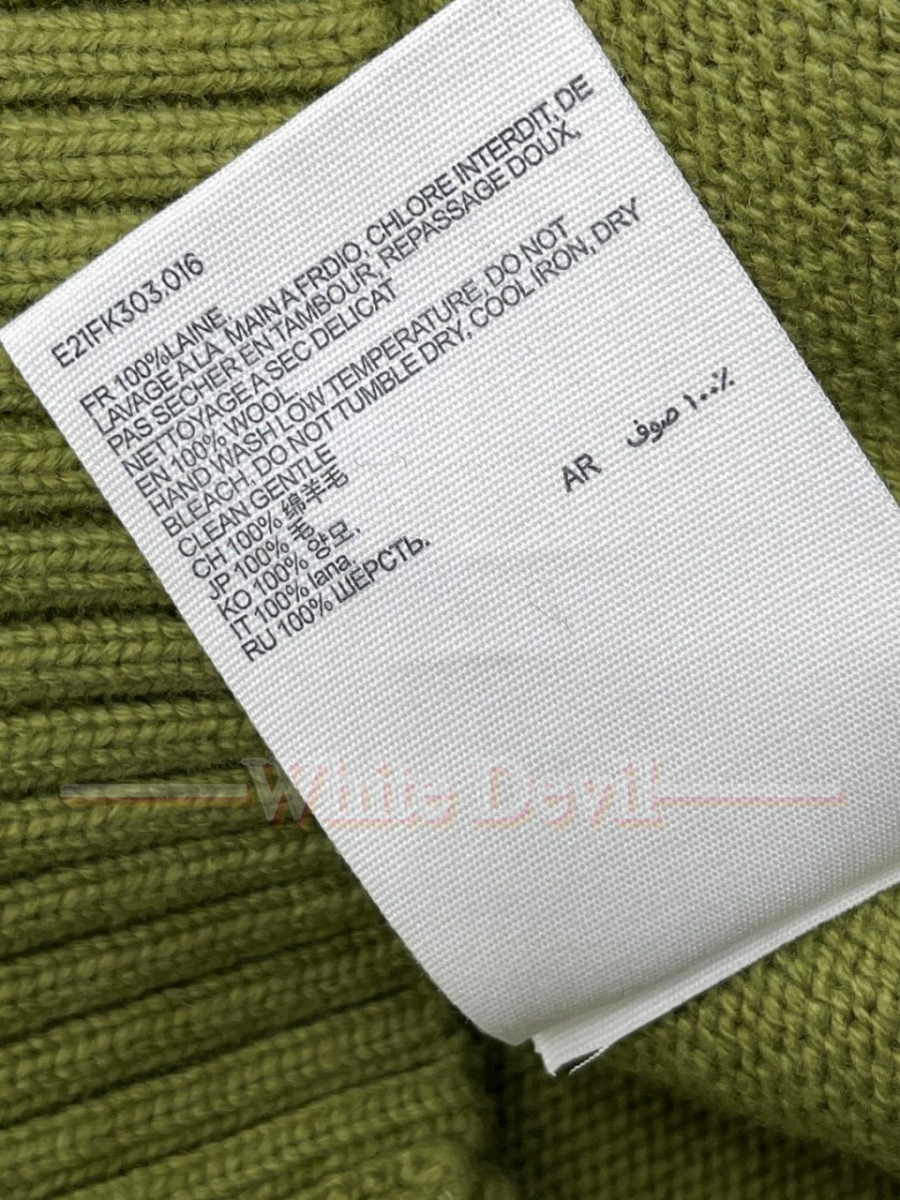 E21FK303.016
FR 100%LAINE,
LAVAGE A LA MAIN A FRDIO, CHLORE INTERDIT, DE
PAS SECHER EN TAMBOUR, REPASSAGE DOUX,
NETTOYAGE A SEC DELICAT
EN 100% WOOL
HAND WASH LOW TEMPERATURE, DO NOT
BLEACH, DO NOT TUMBLE DRY, COOL IRON, DRY
CLEAN GENTLE
CH 100% 绵羊毛
JP 100% 毛
KO 100% 양모.
IT 100% lana.
RU 100% ШЕРСТЬ.
AR ١٠٠٪ صوف
White Devil